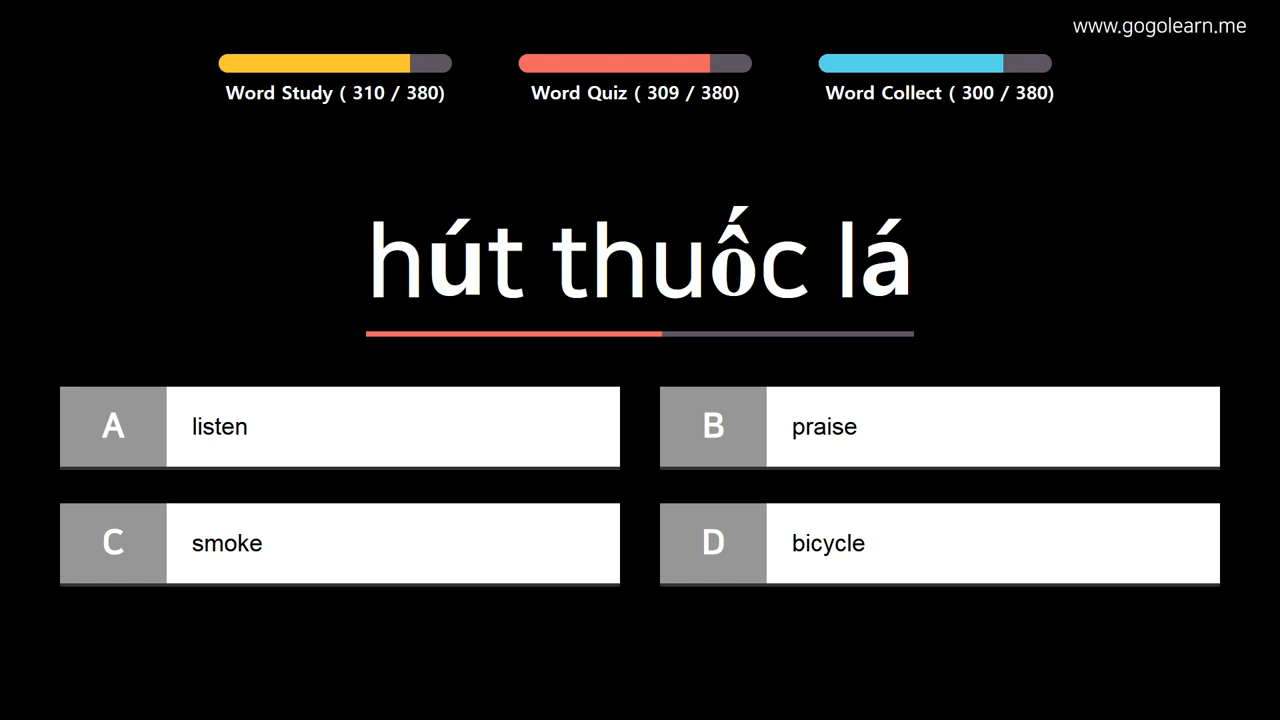 www.gogolearn.me
Word Study ( 310 / 380)
Word Quiz ( 309 / 380)
Word Collect ( 300 / 380)
hút thuốc lá
A listen
B praise
C smoke
D bicycle